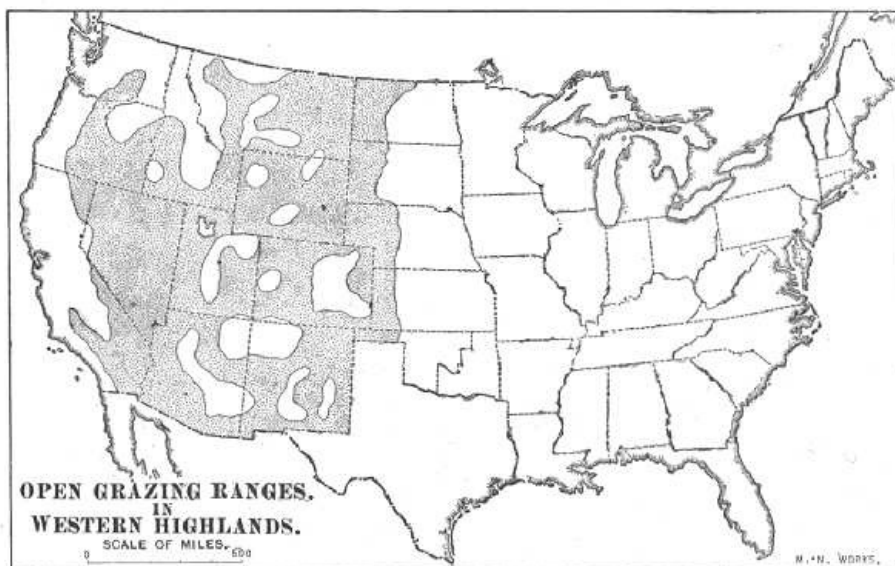 OPEN GRAZING RANGES.
IN
WESTERN HIGHLANDS.
SCALE OF MILES.
0 500
M.-N. WORKS.